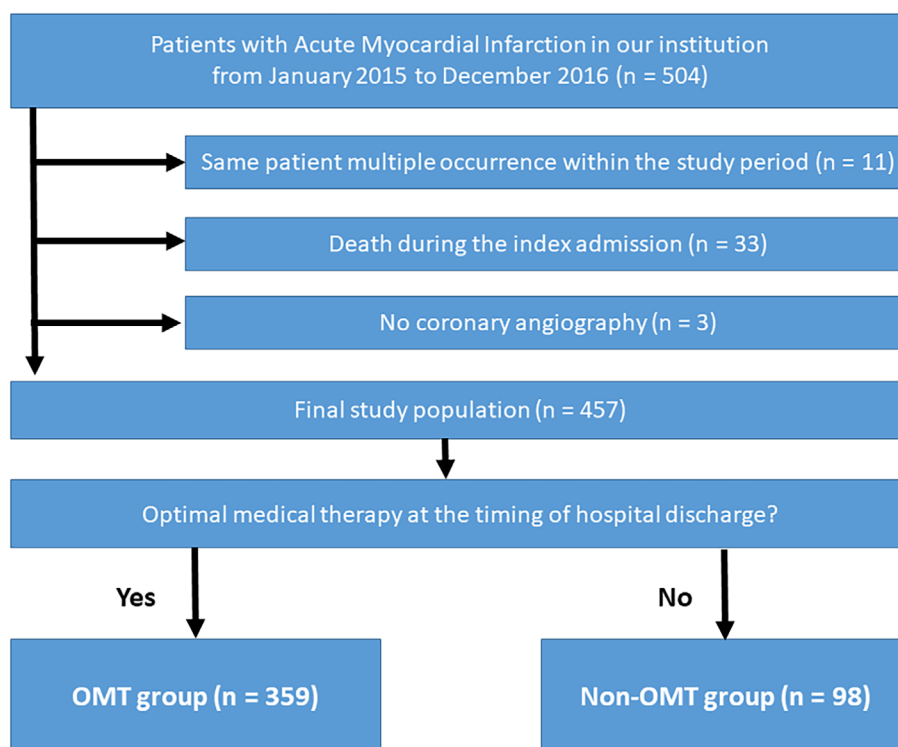 Patients with Acute Myocardial Infarction in our institution
from January 2015 to December 2016 (n = 504)
Same patient multiple occurrence within the study period (n = 11)
Death during the index admission (n = 33)
No coronary angiography (n = 3)
Final study population (n = 457)
Optimal medical therapy at the timing of hospital discharge?
Yes
No
OMT group (n = 359)
Non-OMT group (n = 98)